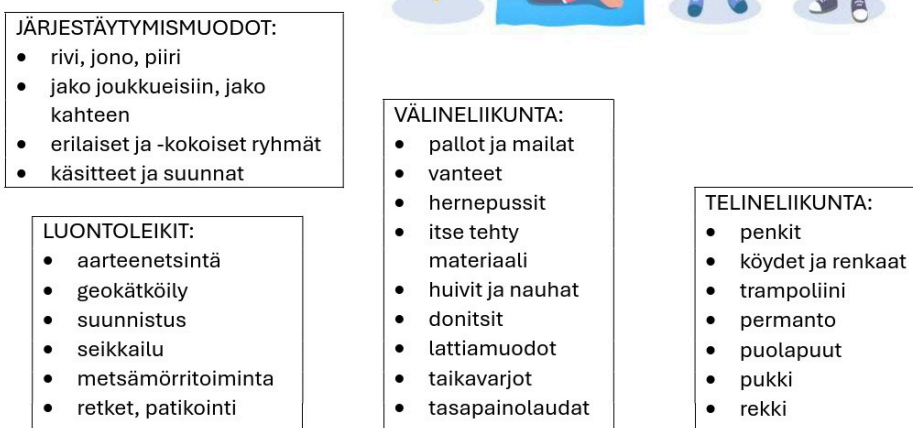 JÄRJESTÄYTYMISMUODOT:
• rivi, jono, piiri
• jako joukkueisiin, jako
kahteen
• erilaiset ja -kokoiset ryhmät
• käsitteet ja suunnat
LUONTOLEIKIT:
• aarteenetsintä
• geokätköily
• suunnistus
• seikkailu
• metsämörritoiminta
• retket, patikointi
VÄLINELIIKUNTA:
• pallot ja mailat
• vanteet
• hernepussit
• itse tehty
materiaali
• huivit ja nauhat
• donitsit
• lattiamuodot
• taikavarjot
• tasapainolaudat
TELINELIIKUNTA:
• penkit
• köydet ja renkaat
• trampoliini
• permanto
• puolapuut
• pukki
• rekki